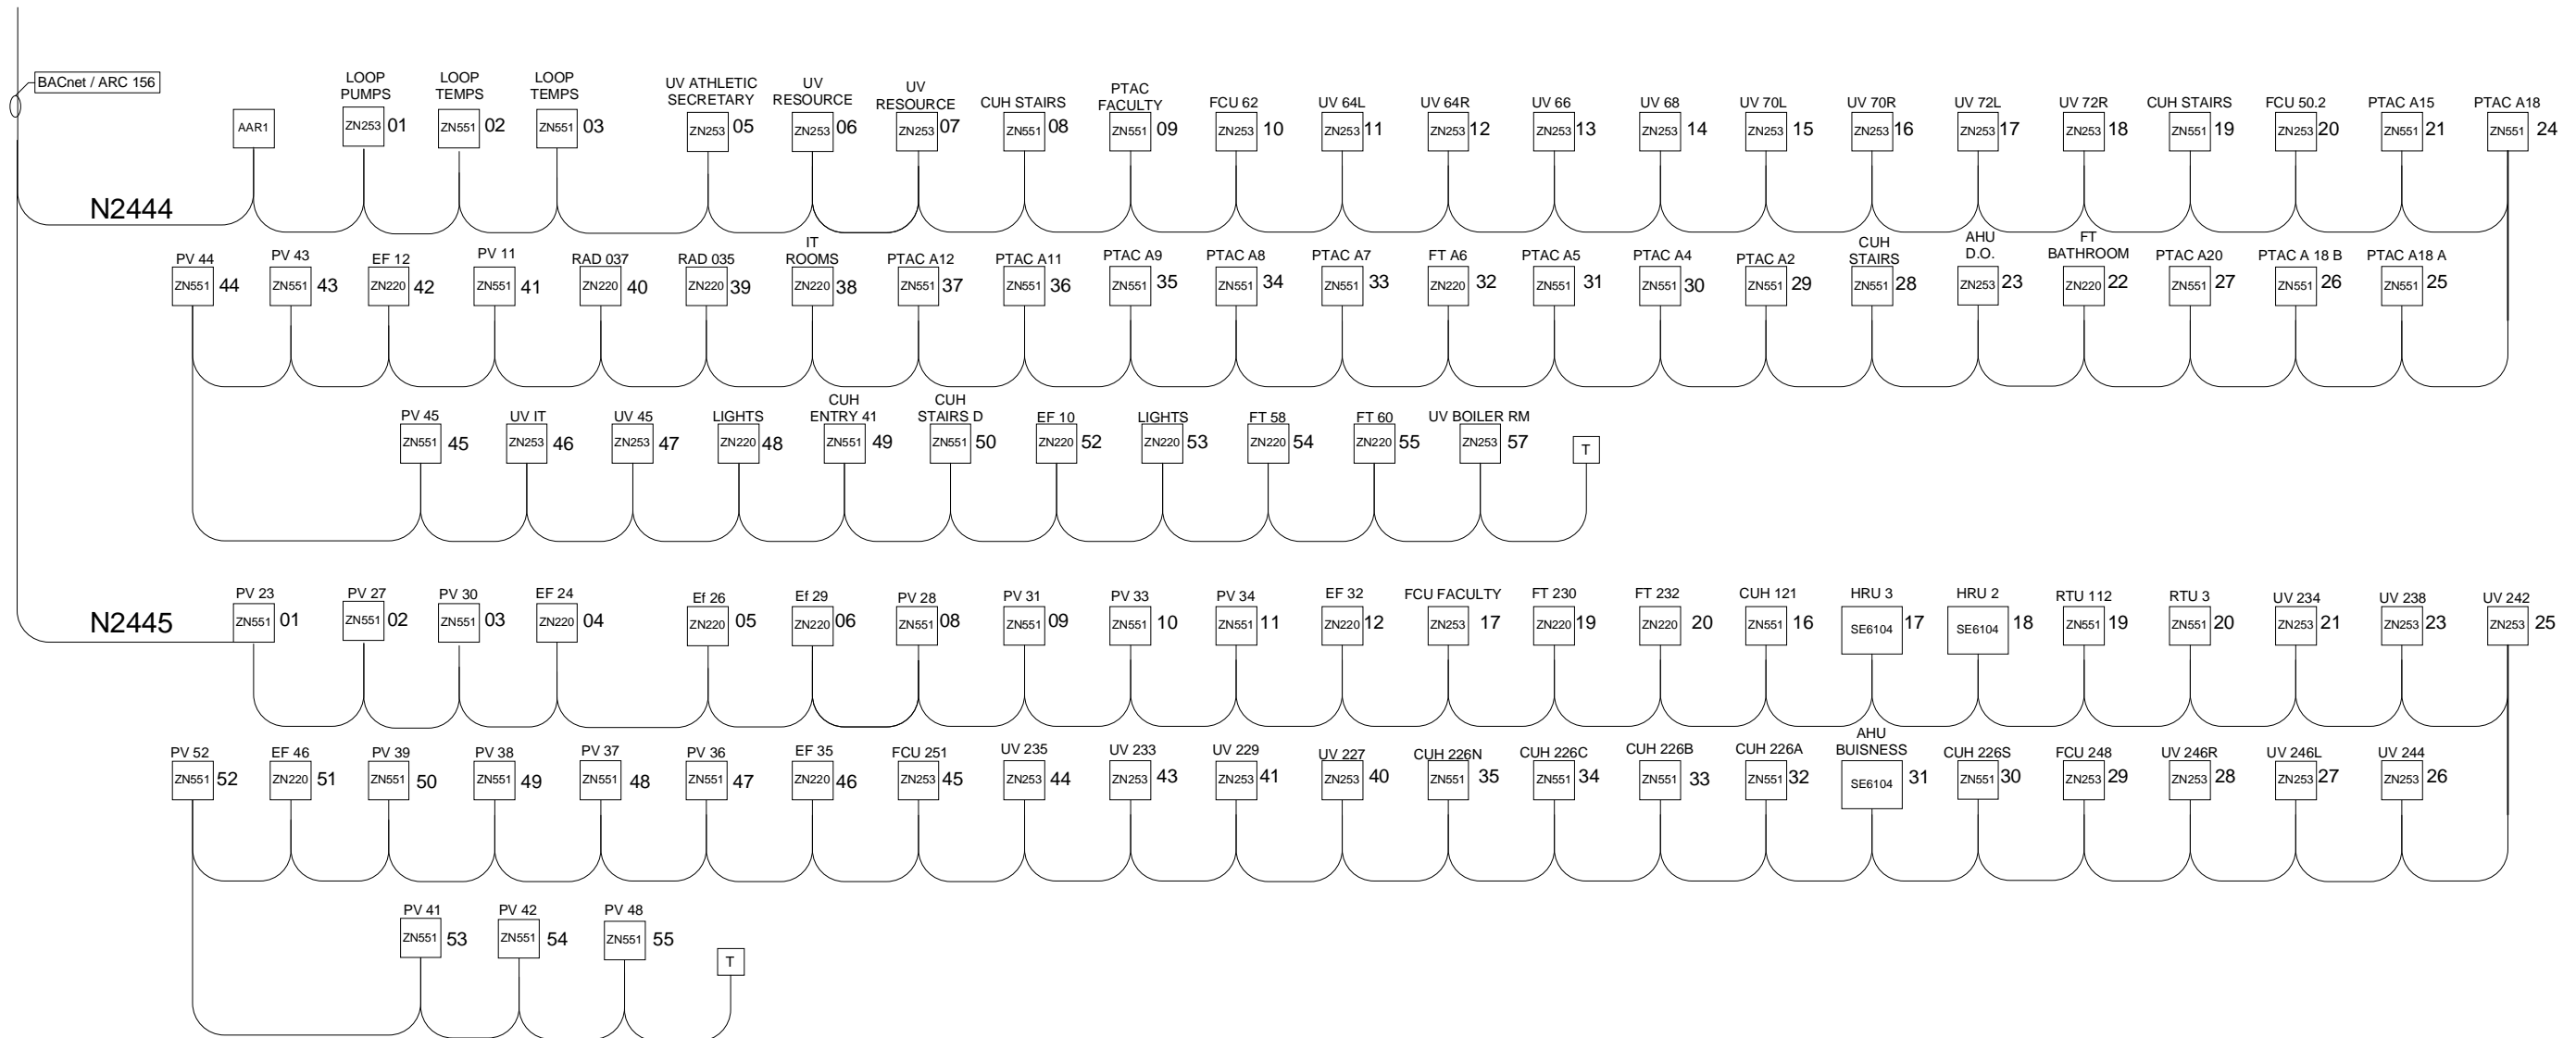 BACnet / ARC 156
N2444
AAR1
LOOP
PUMPS
ZN253 01
LOOP
TEMPS
ZN551 02
LOOP
TEMPS
ZN551 03
UV ATHLETIC
SECRETARY
ZN253 05
UV
RESOURCE
ZN253 06
UV
RESOURCE
ZN253 07
CUH STAIRS
ZN551 08
PTAC
FACULTY
ZN551 09
FCU 62
ZN253 10
UV 64L
ZN253 11
UV 64R
ZN253 12
UV 66
ZN253 13
UV 68
ZN253 14
UV 70L
ZN253 15
UV 70R
ZN253 16
UV 72L
ZN253 17
UV 72R
ZN253 18
CUH STAIRS
ZN551 19
FCU 50.2
ZN253 20
PTAC A15
ZN551 21
PTAC A18
ZN551 24
PV 44
ZN551 44
PV 43
ZN551 43
EF 12
ZN220 42
PV 11
ZN551 41
RAD 037
ZN220 40
RAD 035
ZN220 39
IT
ROOMS
ZN220 38
PTAC A12
ZN551 37
PTAC A11
ZN551 36
PTAC A9
ZN551 35
PTAC A8
ZN551 34
PTAC A7
ZN551 33
FT A6
ZN220 32
PTAC A5
ZN551 31
PTAC A4
ZN551 30
PTAC A2
ZN551 29
CUH
STAIRS
ZN551 28
AHU
D.O.
ZN253 23
FT
BATHROOM
ZN220 22
PTAC A20
ZN551 27
PTAC A 18 B
ZN551 26
PTAC A18 A
ZN551 25
PV 45
ZN551 45
UV IT
ZN253 46
UV 45
ZN253 47
LIGHTS
ZN220 48
CUH
ENTRY 41
ZN551 49
CUH
STAIRS D
ZN551 50
EF 10
ZN220 52
LIGHTS
ZN220 53
FT 58
ZN220 54
FT 60
ZN220 55
UV BOILER RM
ZN253 57
T
N2445
PV 23
ZN551 01
PV 27
ZN551 02
PV 30
ZN551 03
EF 24
ZN220 04
Ef 26
ZN220 05
Ef 29
ZN220 06
PV 28
ZN551 08
PV 31
ZN551 09
PV 33
ZN551 10
PV 34
ZN551 11
EF 32
ZN220 12
FCU FACULTY
ZN253 17
FT 230
ZN220 19
FT 232
ZN220 20
CUH 121
ZN551 16
HRU 3
SE6104 17
HRU 2
SE6104 18
RTU 112
ZN551 19
RTU 3
ZN551 20
UV 234
ZN253 21
UV 238
ZN253 23
UV 242
ZN253 25
PV 52
ZN551 52
EF 46
ZN220 51
PV 39
ZN551 50
PV 38
ZN551 49
PV 37
ZN551 48
PV 36
ZN551 47
EF 35
ZN220 46
FCU 251
ZN253 45
UV 235
ZN253 44
UV 233
ZN253 43
UV 229
ZN253 41
UV 227
ZN253 40
CUH 226N
ZN551 35
CUH 226C
ZN551 34
CUH 226B
ZN551 33
CUH 226A
ZN551 32
AHU
BUISNESS
SE6104 31
CUH 226S
ZN551 30
FCU 248
ZN253 29
UV 246R
ZN253 28
UV 246L
ZN253 27
UV 244
ZN253 26
PV 41
ZN551 53
PV 42
ZN551 54
PV 48
ZN551 55
T